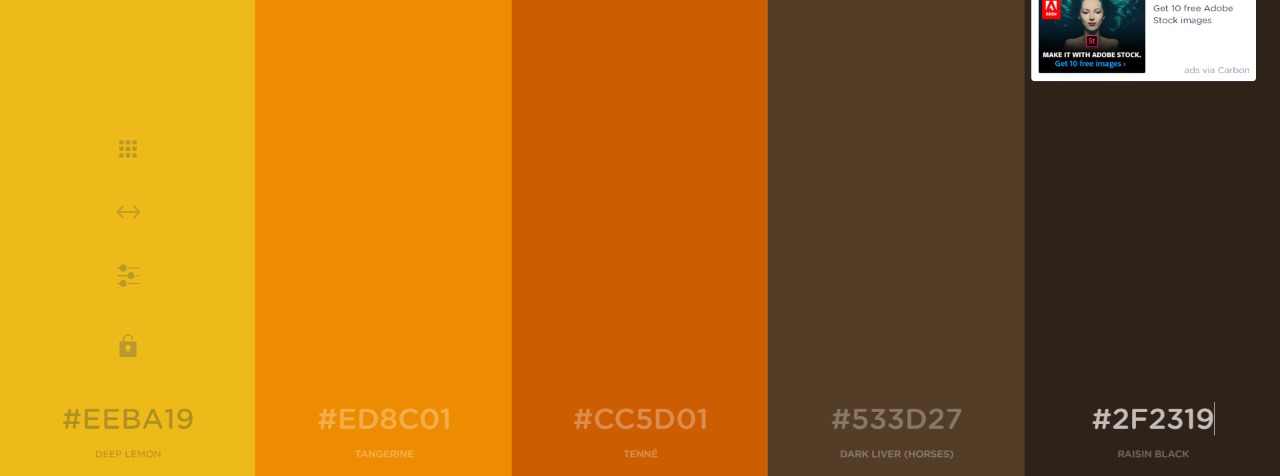 Adobe
St
MAKE IT WITH ADOBE STOCK.
Get 10 free images ›
Get 10 free Adobe
Stock images.
ads via Carbon
#EEBA19
DEEP LEMON
#ED8C01
TANGERINE
#CC5D01
TENNÉ
#533D27
DARK LIVER (HORSES)
#2F2319
RAISIN BLACK